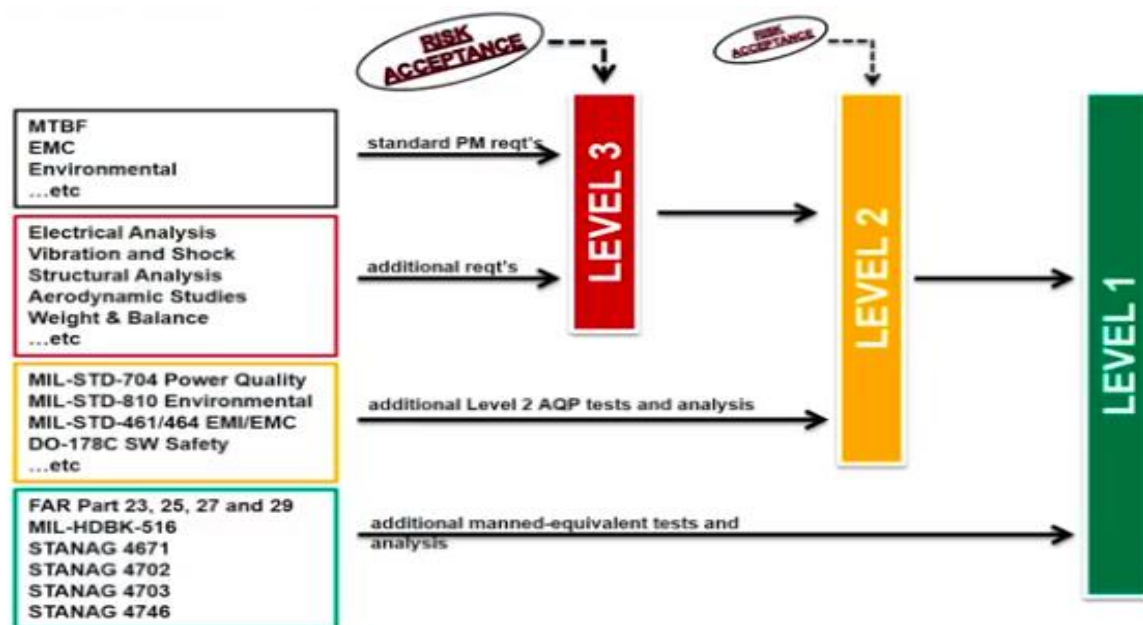 RISK
ACCEPTANCE
RISK
ACCEPTANCE
MTBF
EMC
Environmental
...etc
standard PM reqt's
Electrical Analysis
Vibration and Shock
Structural Analysis
Aerodynamic Studies
Weight & Balance
...etc
additional reqt's
LEVEL 3
LEVEL 2
LEVEL 1
MIL-STD-704 Power Quality
MIL-STD-810 Environmental
MIL-STD-461/464 EMI/EMC
DO-178C SW Safety
...etc
additional Level 2 AQP tests and analysis
FAR Part 23, 25, 27 and 29
MIL-HDBK-516
STANAG 4671
STANAG 4702
STANAG 4703
STANAG 4746
additional manned-equivalent tests and
analysis